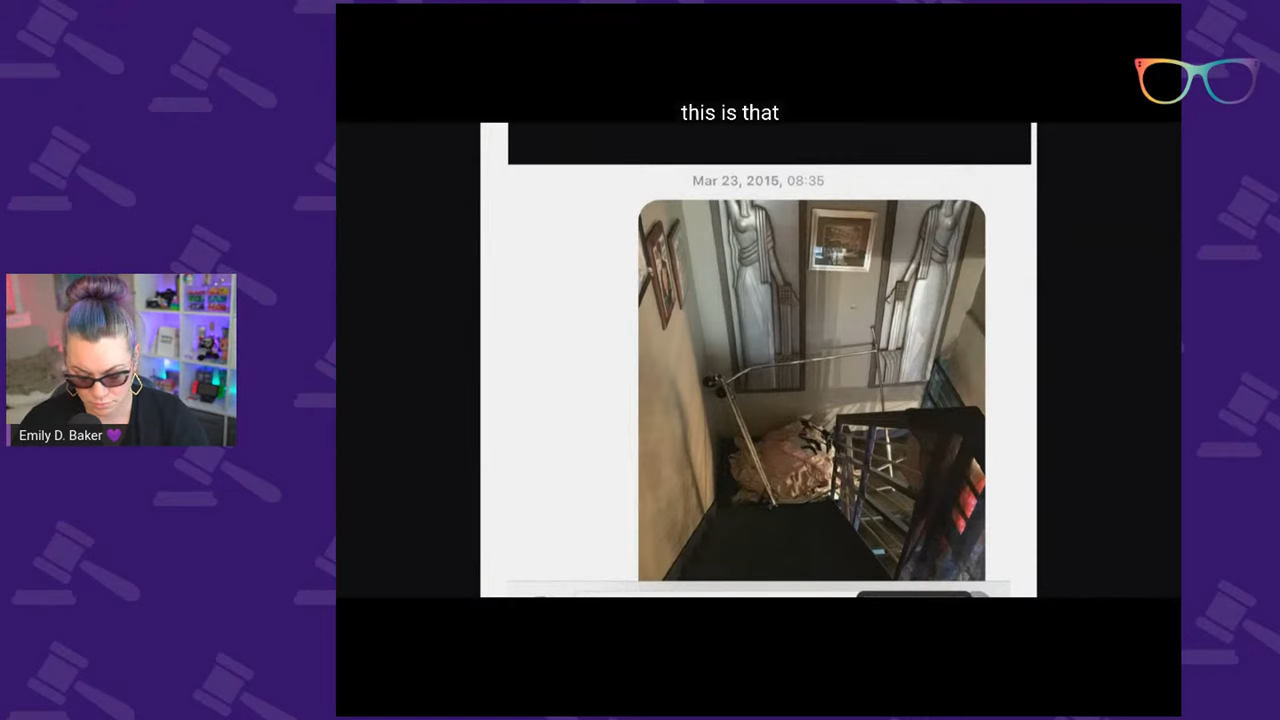 this is that
Mar 23, 2015, 08:35
Emily D. Baker 💜